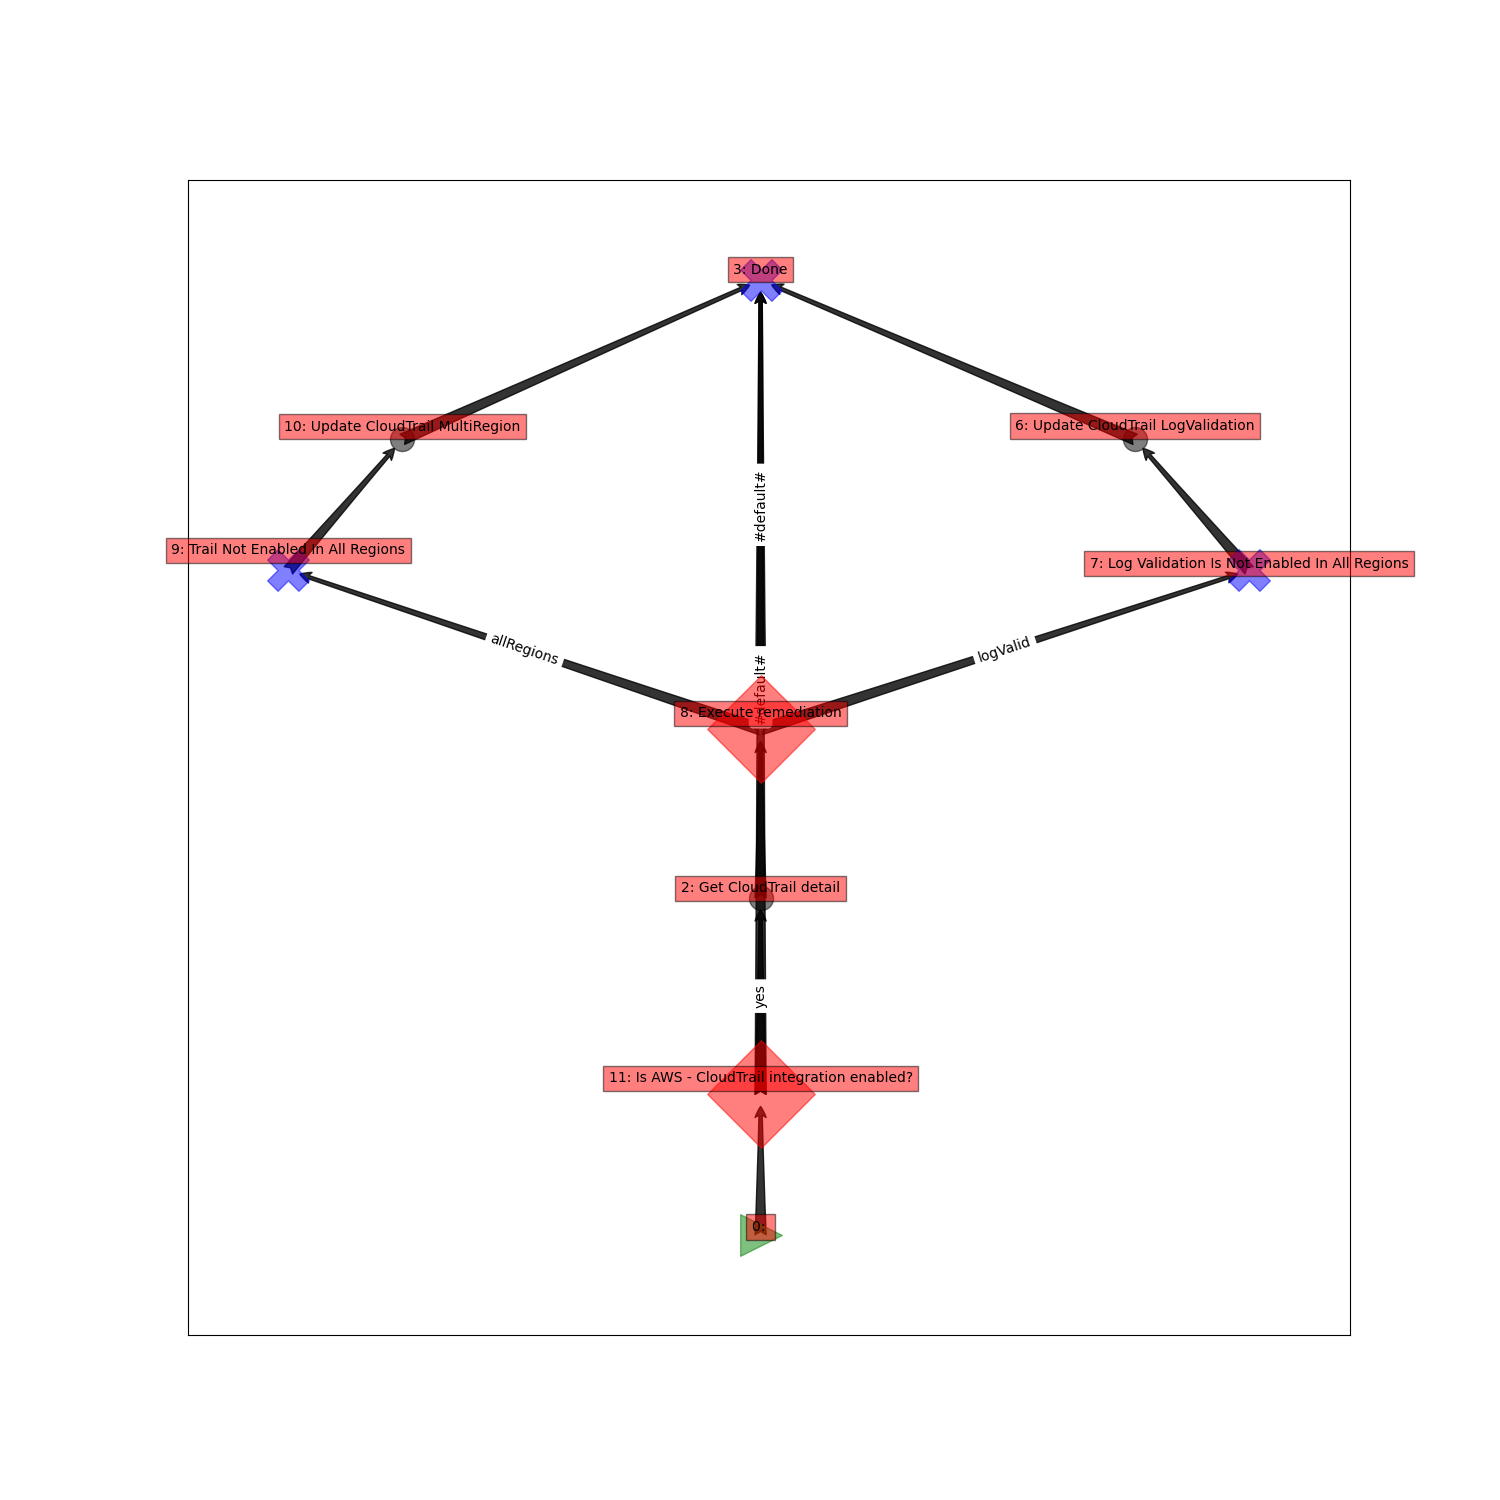 3: Done
10: Update CloudTrail MultiRegion
6: Update CloudTrail LogValidation
#default#
9: Trail Not Enabled In All Regions
7: Log Validation Is Not Enabled In All Regions
allRegions
logValid
#default#
8: Execute remediation
2: Get CloudTrail detail
yes
11: Is AWS - CloudTrail integration enabled?
0: